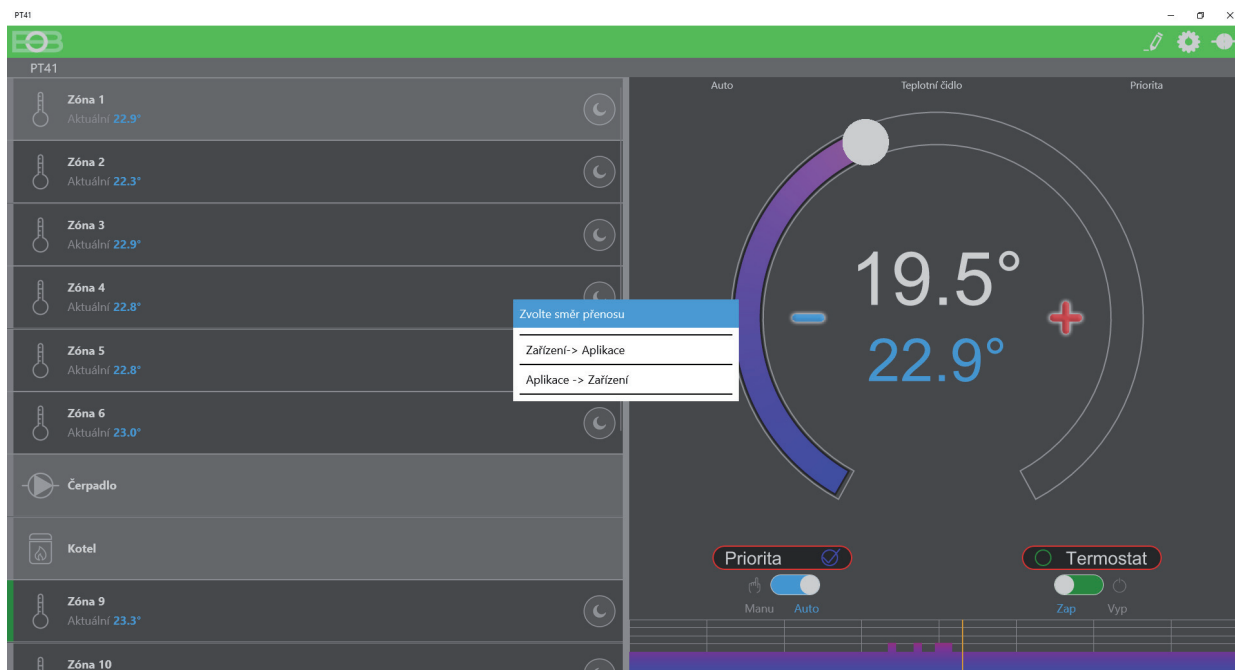 PT41
EOB
PT41
Zóna 1
Aktuální 22.9°
Zóna 2
Aktuální 22.3°
Zóna 3
Aktuální 22.9°
Zóna 4
Aktuální 22.8°
Zóna 5
Aktuální 22.8°
Zóna 6
Aktuální 23.0°
Čerpadlo
Kotel
Zóna 9
Aktuální 23.3°
Zóna 10
Zvolte směr přenosu
Zařízení-> Aplikace
Aplikace -> Zařízení
Auto Teplotní čidlo Priorita
19.5°
22.9°
Priorita Termostat
Manu Auto Zap Vyp